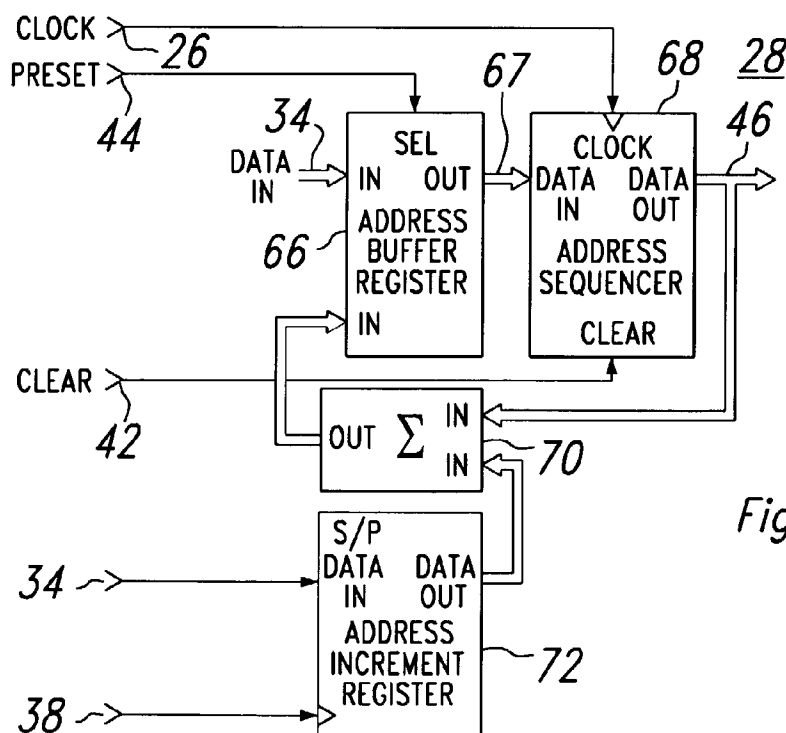 CLOCK
26
PRESET
44
67
68
28
34
SEL
CLOCK
46
DATA
IN
IN OUT
DATA
IN
DATA
OUT
66
ADDRESS
BUFFER
REGISTER
ADDRESS
SEQUENCER
IN
CLEAR
CLEAR
42
OUT Σ IN
IN
70
Fig
S/P
34
DATA
IN
DATA
OUT
ADDRESS
INCREMENT
REGISTER
72
38